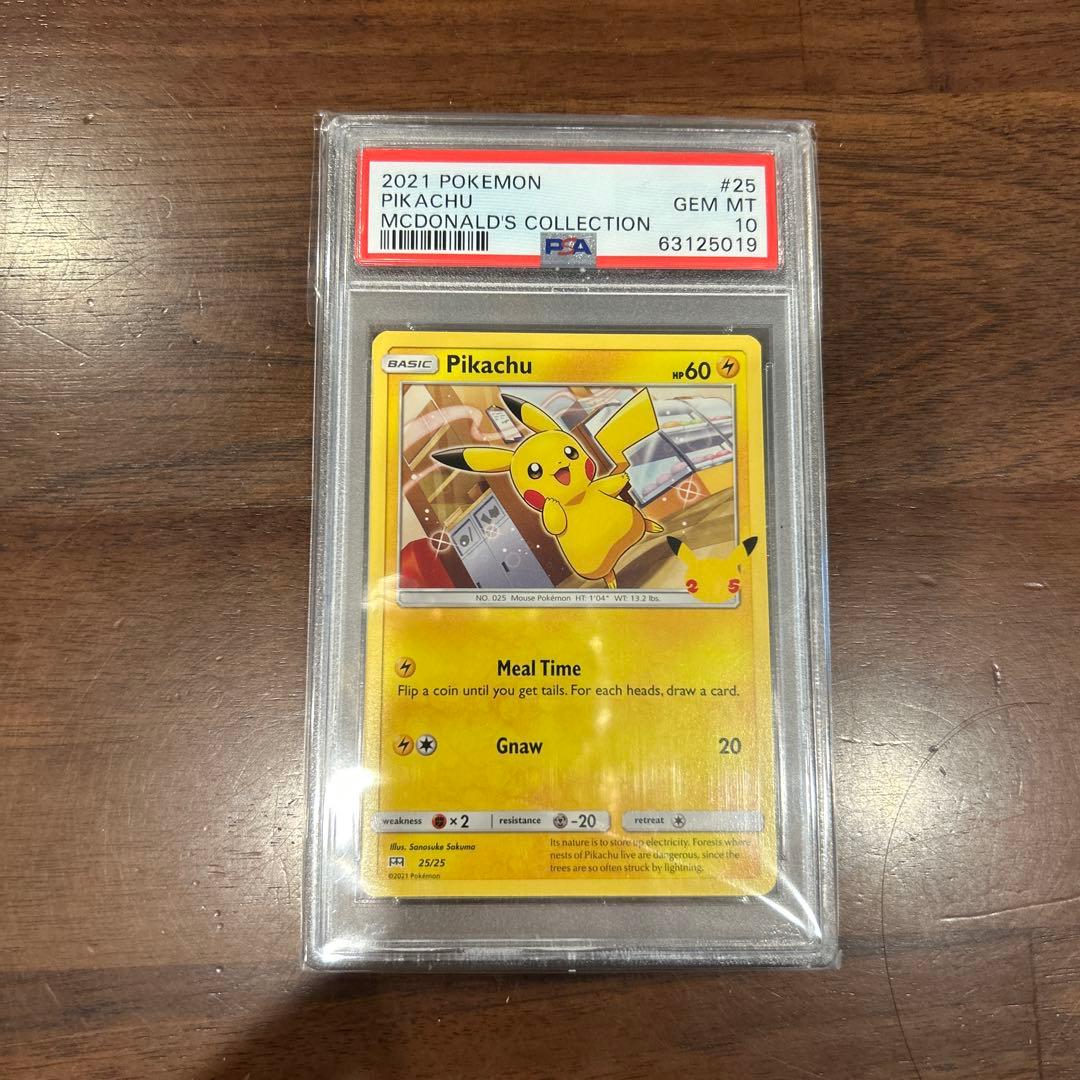 2021 POKEMON #25
PIKACHU GEM MT
MCDONALD'S COLLECTION 10
PSA 63125019
BASIC Pikachu HP 60
NO. 025 Mouse Pokémon HT: 1'04" WT: 13.2 lbs.
25
Meal Time
Flip a coin until you get tails. For each heads, draw a card.
Gnaw 20
weakness ×2 resistance -20 retreat
Illus. Sanosuke Sakuma
25/25
©2021 Pokémon
Its nature is to store up electricity. Forests where
nests of Pikachu live are dangerous, since the
trees are so often struck by lightning.